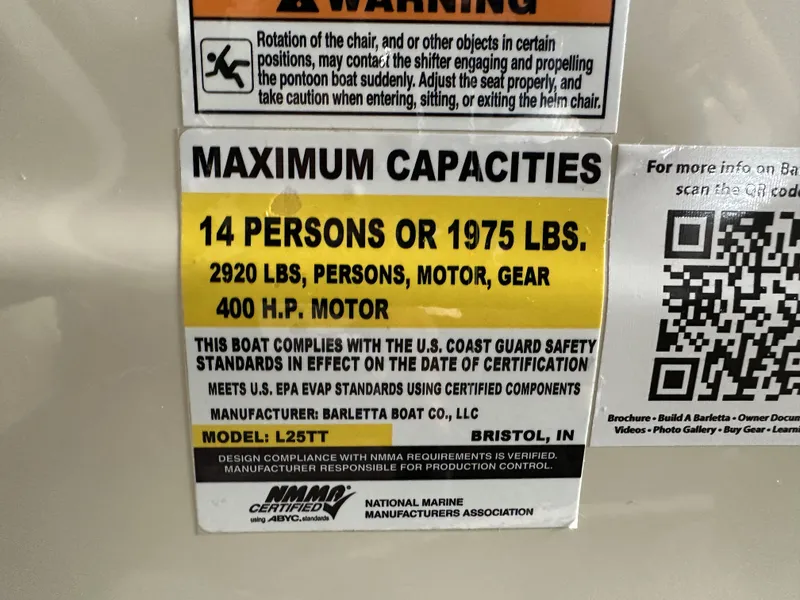 WARNING
Rotation of the chair, and or other objects in certain
positions, may contact the shifter engaging and propelling
the pontoon boat suddenly. Adjust the seat properly, and
take caution when entering, sitting, or exiting the helm chair.
MAXIMUM CAPACITIES
14 PERSONS OR 1975 LBS.
2920 LBS, PERSONS, MOTOR, GEAR
400 H.P. MOTOR
THIS BOAT COMPLIES WITH THE U.S. COAST GUARD SAFETY
STANDARDS IN EFFECT ON THE DATE OF CERTIFICATION
MEETS U.S. EPA EVAP STANDARDS USING CERTIFIED COMPONENTS
MANUFACTURER: BARLETTA BOAT CO., LLC
MODEL: L25TT BRISTOL, IN
DESIGN COMPLIANCE WITH NMMA REQUIREMENTS IS VERIFIED.
MANUFACTURER RESPONSIBLE FOR PRODUCTION CONTROL.
NMMA
CERTIFIED
using ABYC. standards
NATIONAL MARINE
MANUFACTURERS ASSOCIATION
For more info on Ba
scan the QR code
Brochure • Build A Barletta • Owner Docum
Videos • Photo Gallery • Buy Gear • Learni